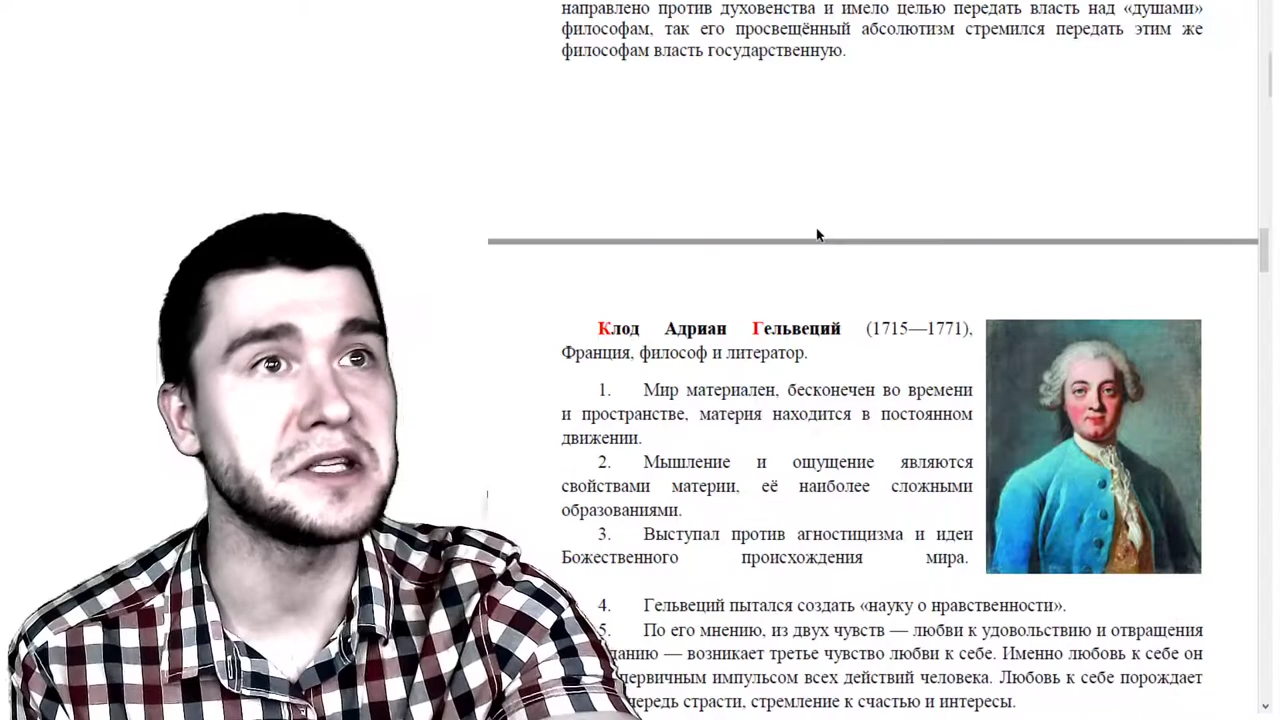 направлено против духовенства и имело целью передать власть над «душами»
философам, так его просвещённый абсолютизм стремился передать этим же
философам власть государственную.
Клод Адриан Гельвеций (1715—1771),
Франция, философ и литератор.
1. Мир материален, бесконечен во времени
и пространстве, материя находится в постоянном
движении.
2. Мышление и ощущение являются
свойствами материи, её наиболее сложными
образованиями.
3. Выступал против агностицизма и идеи
Божественного происхождения мира.
4. Гельвеций пытался создать «науку о нравственности».
5. По его мнению, из двух чувств — любви к удовольствию и отвращения
— возникает третье чувство любви к себе. Именно любовь к себе он
импульсом всех действий человека. Любовь к себе порождает
страсти, стремление к счастью и интересы.